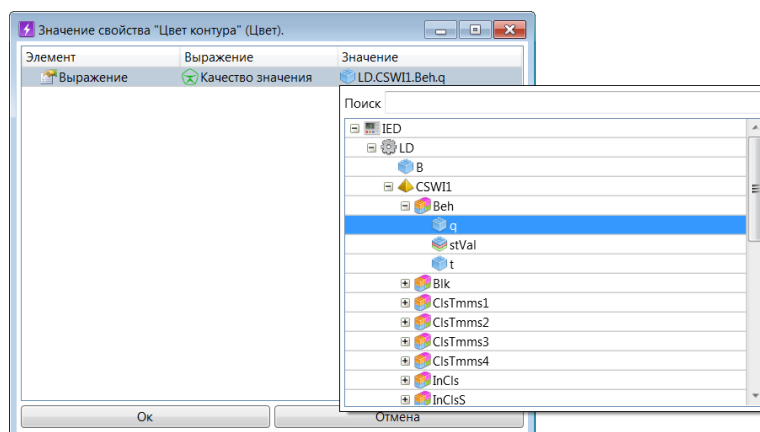 Значение свойства "Цвет контура" (Цвет).
Элемент Выражение Значение
Выражение Качество значения LD.CSWI1.Beh.q
Поиск
IED
LD
B
CSWI1
Beh
q
stVal
t
Blk
ClsTmms1
ClsTmms2
ClsTmms3
ClsTmms4
InCls
InClsS
Ок Отмена